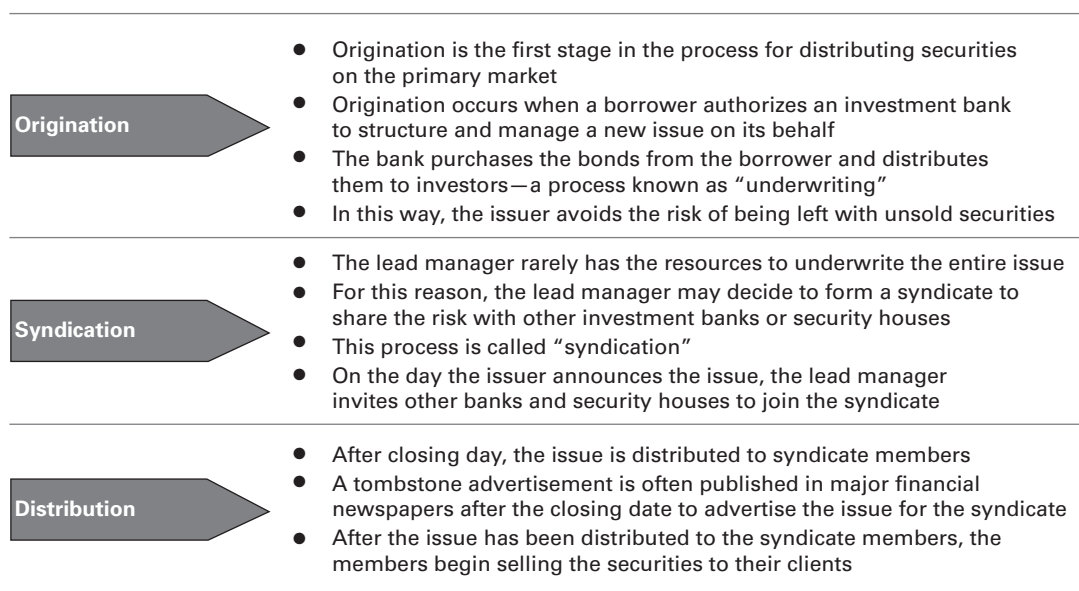 Origination
● Origination is the first stage in the process for distributing securities
on the primary market
● Origination occurs when a borrower authorizes an investment bank
to structure and manage a new issue on its behalf
● The bank purchases the bonds from the borrower and distributes
them to investors—a process known as “underwriting”
● In this way, the issuer avoids the risk of being left with unsold securities
Syndication
● The lead manager rarely has the resources to underwrite the entire issue
● For this reason, the lead manager may decide to form a syndicate to
share the risk with other investment banks or security houses
● This process is called “syndication”
● On the day the issuer announces the issue, the lead manager
invites other banks and security houses to join the syndicate
Distribution
● After closing day, the issue is distributed to syndicate members
● A tombstone advertisement is often published in major financial
newspapers after the closing date to advertise the issue for the syndicate
● After the issue has been distributed to the syndicate members, the
members begin selling the securities to their clients